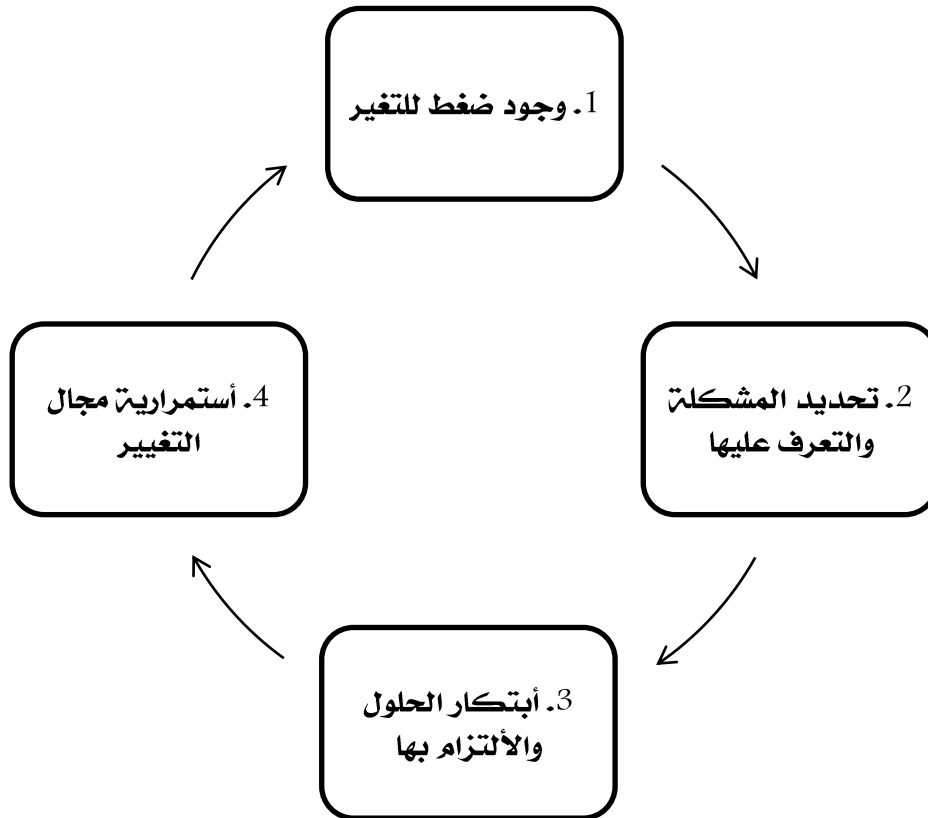 1. وجود ضغط للتغير
2. تحديد المشكلة
والتعرف عليها
3. أبتكار الحلول
والألتزام بها
4. أستمرارية مجال
التغيير